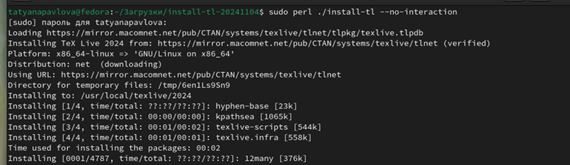 tatyanapavlova@fedora:~/Загрузки/install-tl-20241104$ sudo perl ./install-tl --no-interaction
[sudo] пароль для tatyanapavlova:
Loading https://mirror.macomnet.net/pub/CTAN/systems/texlive/tlnet/tlpkg/texlive.tlpdb
Installing TeX Live 2024 from: https://mirror.macomnet.net/pub/CTAN/systems/texlive/tlnet (verified)
Platform: x86_64-linux => 'GNU/Linux on x86_64'
Distribution: net  (downloading)
Using URL: https://mirror.macomnet.net/pub/CTAN/systems/texlive/tlnet
Directory for temporary files: /tmp/6en1Ls9Sn9
Installing to: /usr/local/texlive/2024
Installing [1/4, time/total: ??:??/??:??]: hyphen-base [23k]
Installing [2/4, time/total: 00:00/00:00]: kpathsea [1065k]
Installing [3/4, time/total: 00:01/00:02]: texlive-scripts [544k]
Installing [4/4, time/total: 00:01/00:01]: texlive.infra [558k]
Time used for installing the packages: 00:02
Installing [0001/4787, time/total: ??:??/??:??]: 12many [376k]